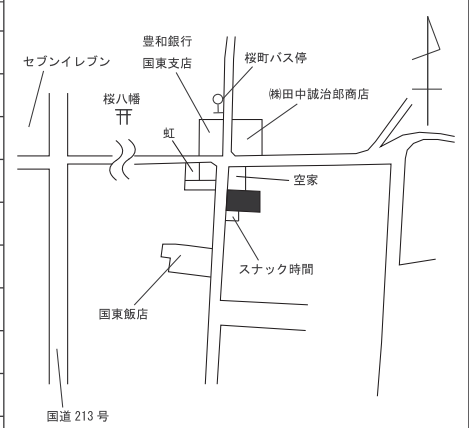 豊和銀行
国東支店
桜町バス停
セブンイレブン
桜八幡
㈱田中誠治郎商店
虹
空家
スナック時間
国東飯店
国道 213 号